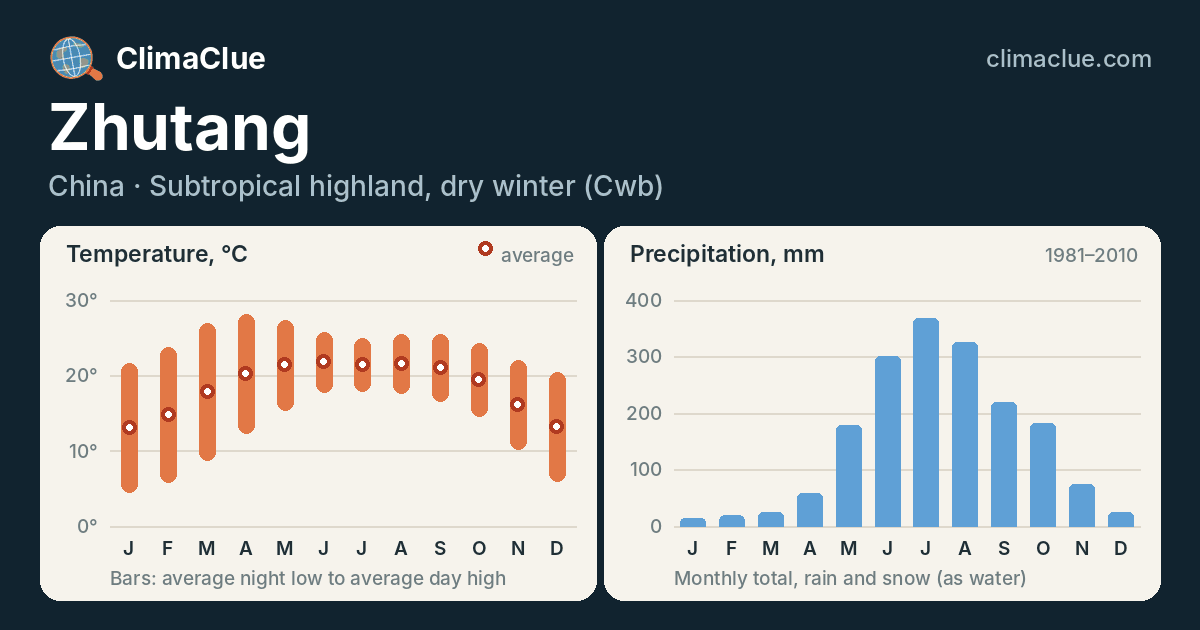 ClimaClue
climaclue.com
Zhutang
China · Subtropical highland, dry winter (Cwb)
Temperature, °C
average
30°
20°
10°
0°
J F M A M J J A S O N D
Bars: average night low to average day high
Precipitation, mm
1981–2010
400
300
200
100
0
J F M A M J J A S O N D
Monthly total, rain and snow (as water)